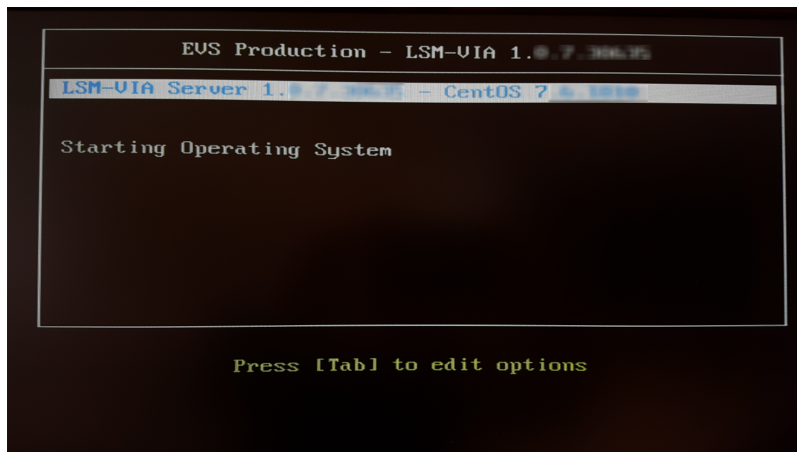 EVS Production - LSM-VIA 1.
LSM-VIA Server 1. - CentOS 7
Starting Operating System
Press [Tab] to edit options